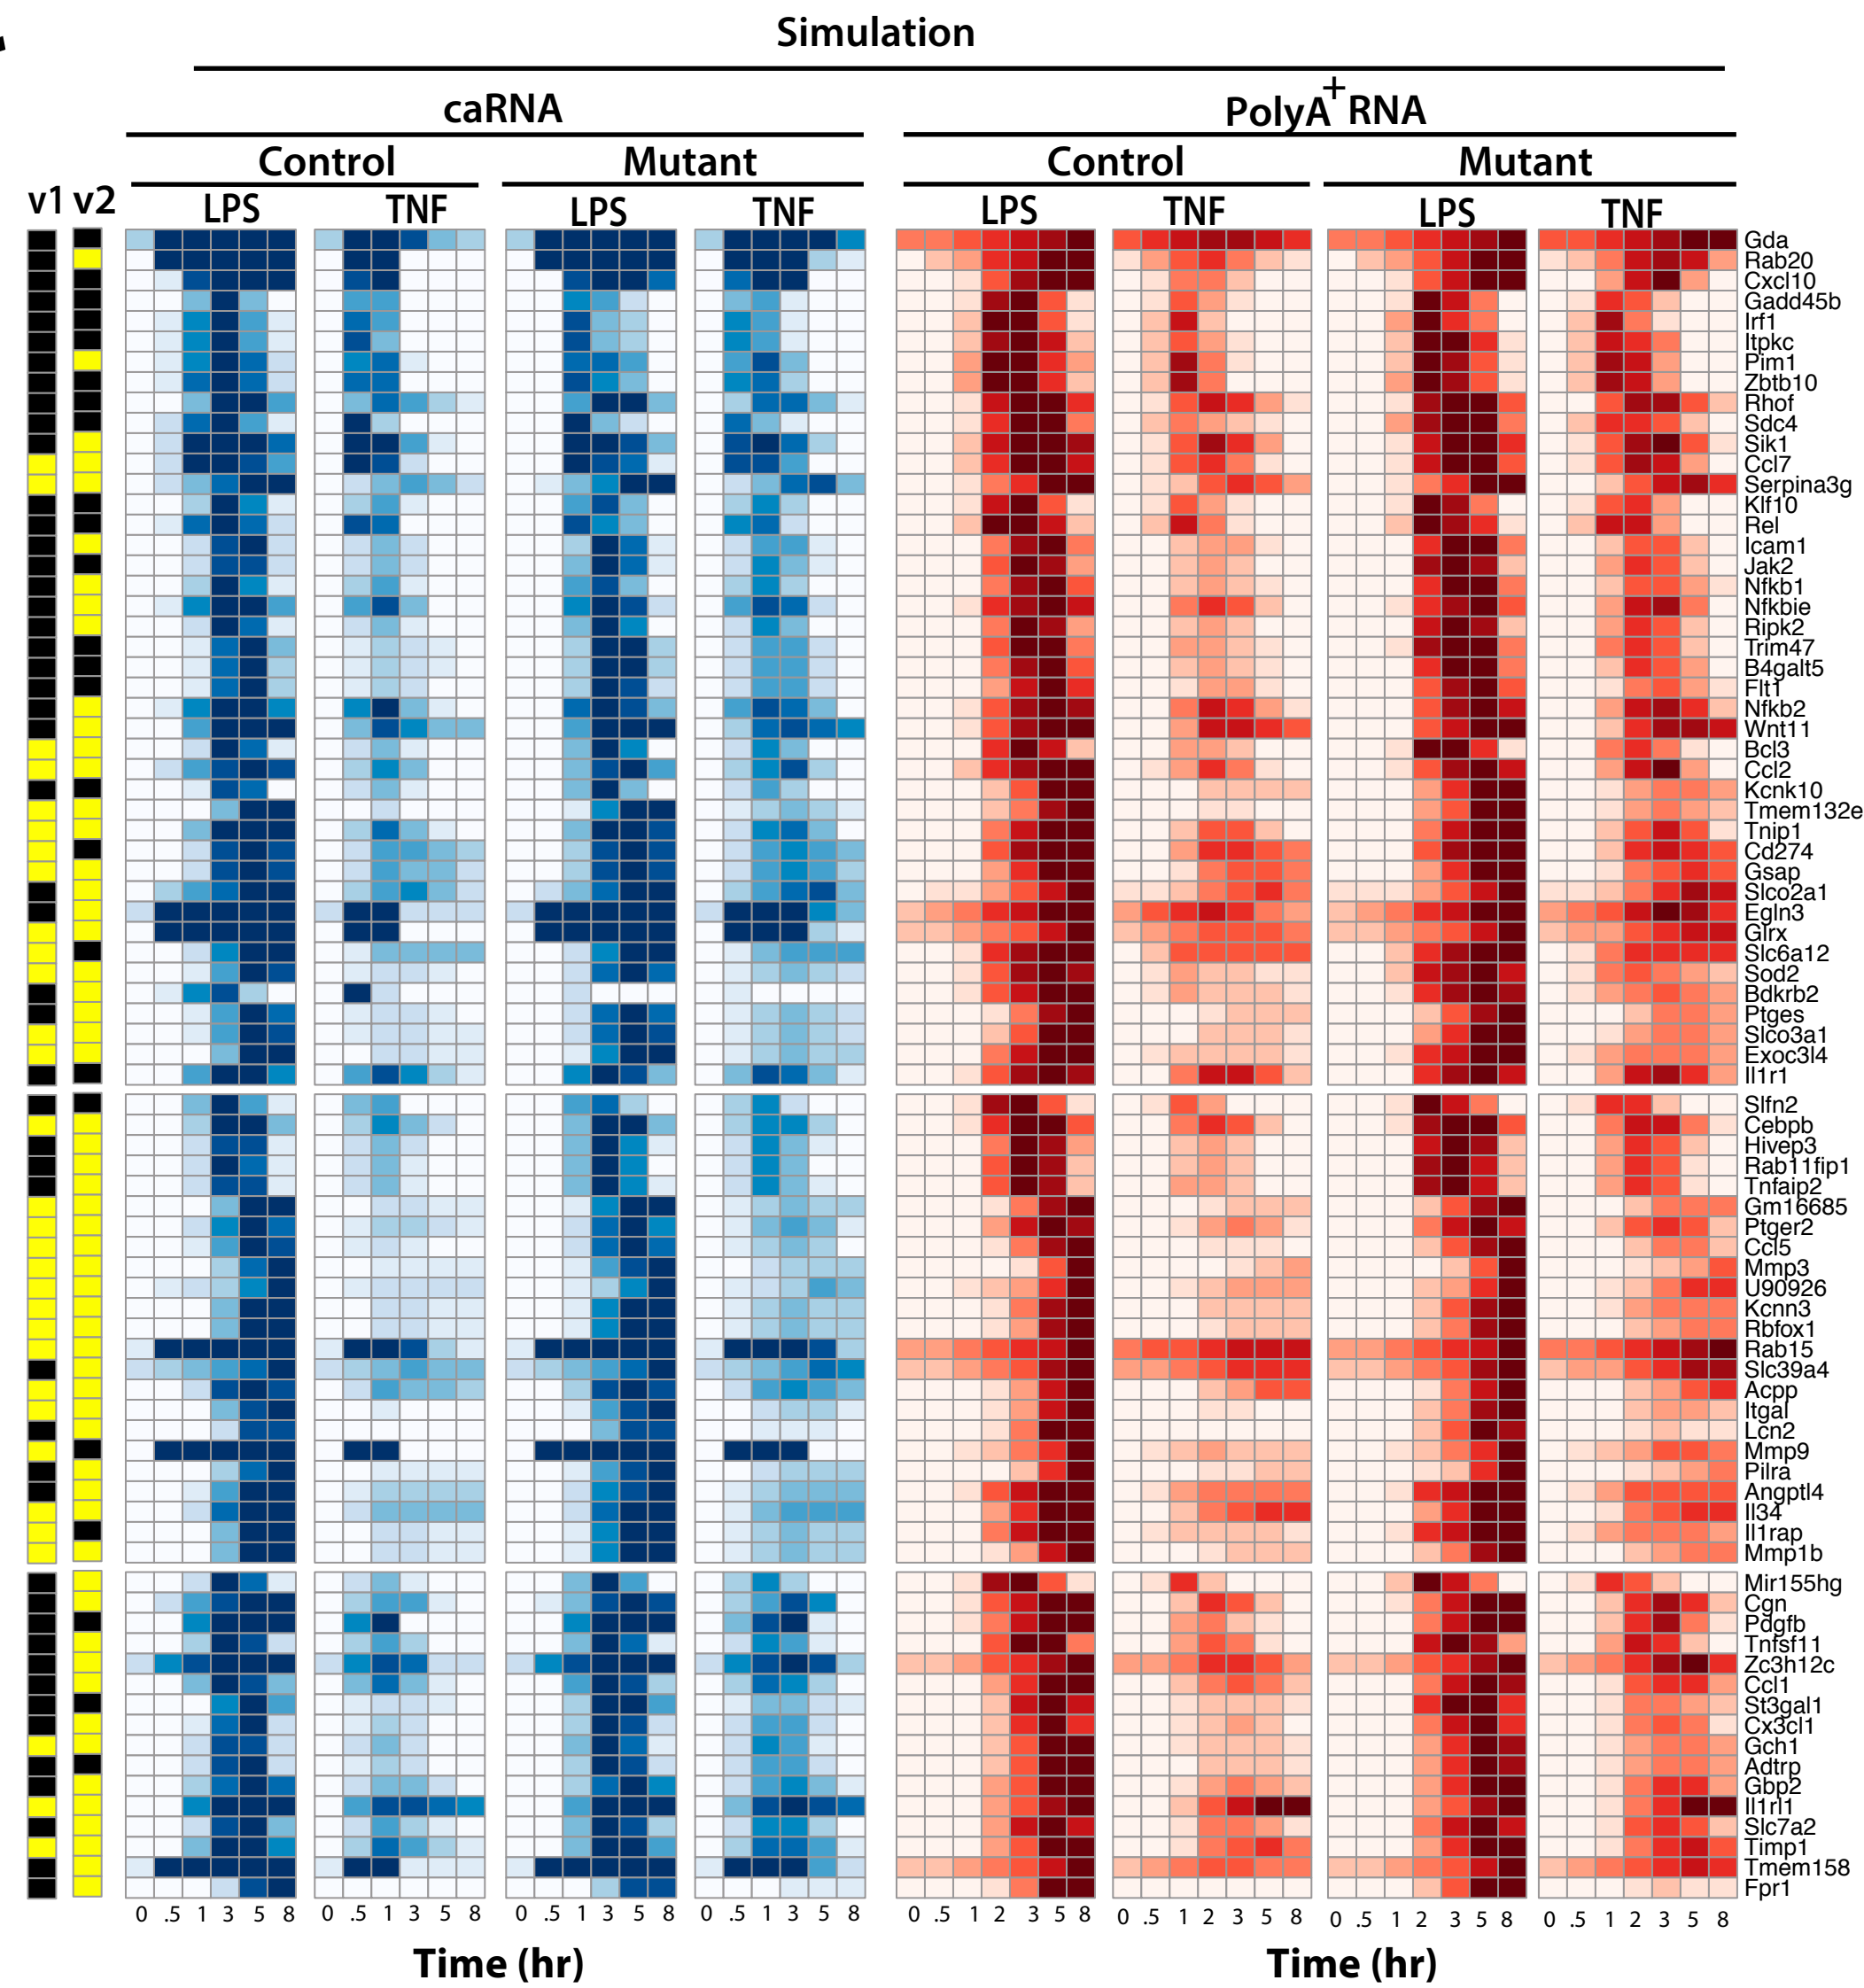 Simulation
caRNA PolyA+ RNA
Control Mutant Control Mutant
v1 v2 LPS TNF LPS TNF LPS TNF LPS TNF
Gda
Rab20
Cxcl10
Gadd45b
Irf1
Itpkc
Pim1
Zbtb10
Rhof
Sdc4
Sik1
Ccl7
Serpina3g
Klf10
Rel
Icam1
Jak2
Nfkb1
Nfkbie
Ripk2
Trim47
B4galt5
Flt1
Nfkb2
Wnt11
Bcl3
Ccl2
Kcnk10
Tmem132e
Tnip1
Cd274
Gsap
Slco2a1
Egln3
Glrx
Slc6a12
Sod2
Bdkrb2
Ptges
Slco3a1
Exoc3l4
Il1r1
Slfn2
Cebpb
Hivep3
Rab11fip1
Tnfaip2
Gm16685
Ptger2
Ccl5
Mmp3
U90926
Kcnn3
Rbfox1
Rab15
Slc39a4
Acpp
Itgal
Lcn2
Mmp9
Pilra
Angptl4
Il34
Il1rap
Mmp1b
Mir155hg
Cgn
Pdgfb
Tnfsf11
Zc3h12c
Ccl1
St3gal1
Cx3cl1
Gch1
Adtrp
Gbp2
Il1rl1
Slc7a2
Timp1
Tmem158
Fpr1
0 .5 1 3 5 8 0 .5 1 3 5 8 0 .5 1 3 5 8 0 .5 1 3 5 8 0 .5 1 2 3 5 8 0 .5 1 2 3 5 8 0 .5 1 2 3 5 8 0 .5 1 2 3 5 8
Time (hr) Time (hr)